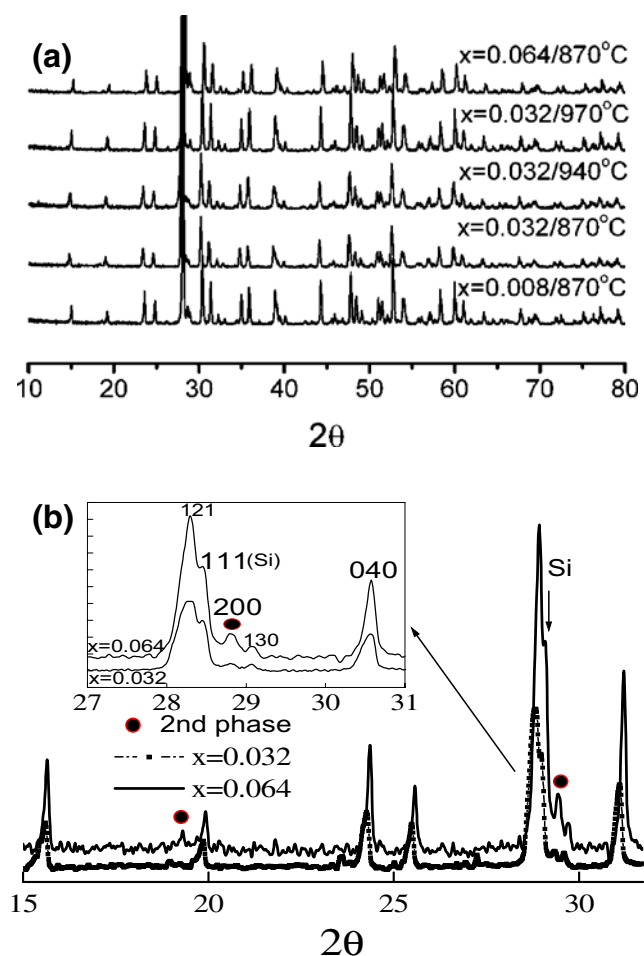 (a)
x=0.064/870°C
x=0.032/970°C
x=0.032/940°C
x=0.032/870°C
x=0.008/870°C
10 20 30 40 50 60 70 80
2θ
(b)
121
111(Si)
200
130
040
x=0.064
x=0.032
27 28 29 30 31
Si
2nd phase
x=0.032
x=0.064
15 20 25 30
2θ